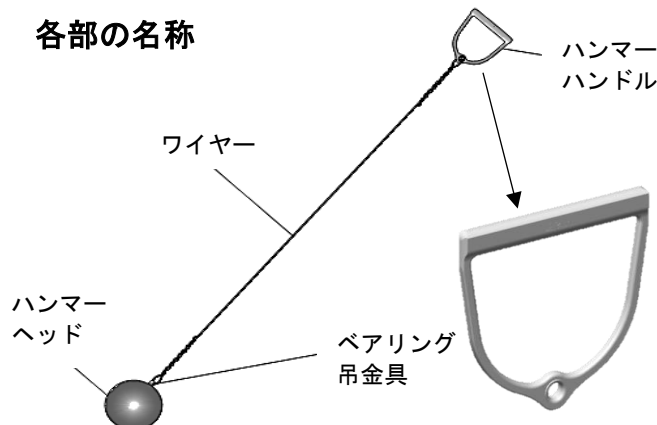 各部の名称
ハンマー
ハンドル
ワイヤー
ハンマー
ヘッド
ベアリング
吊金具